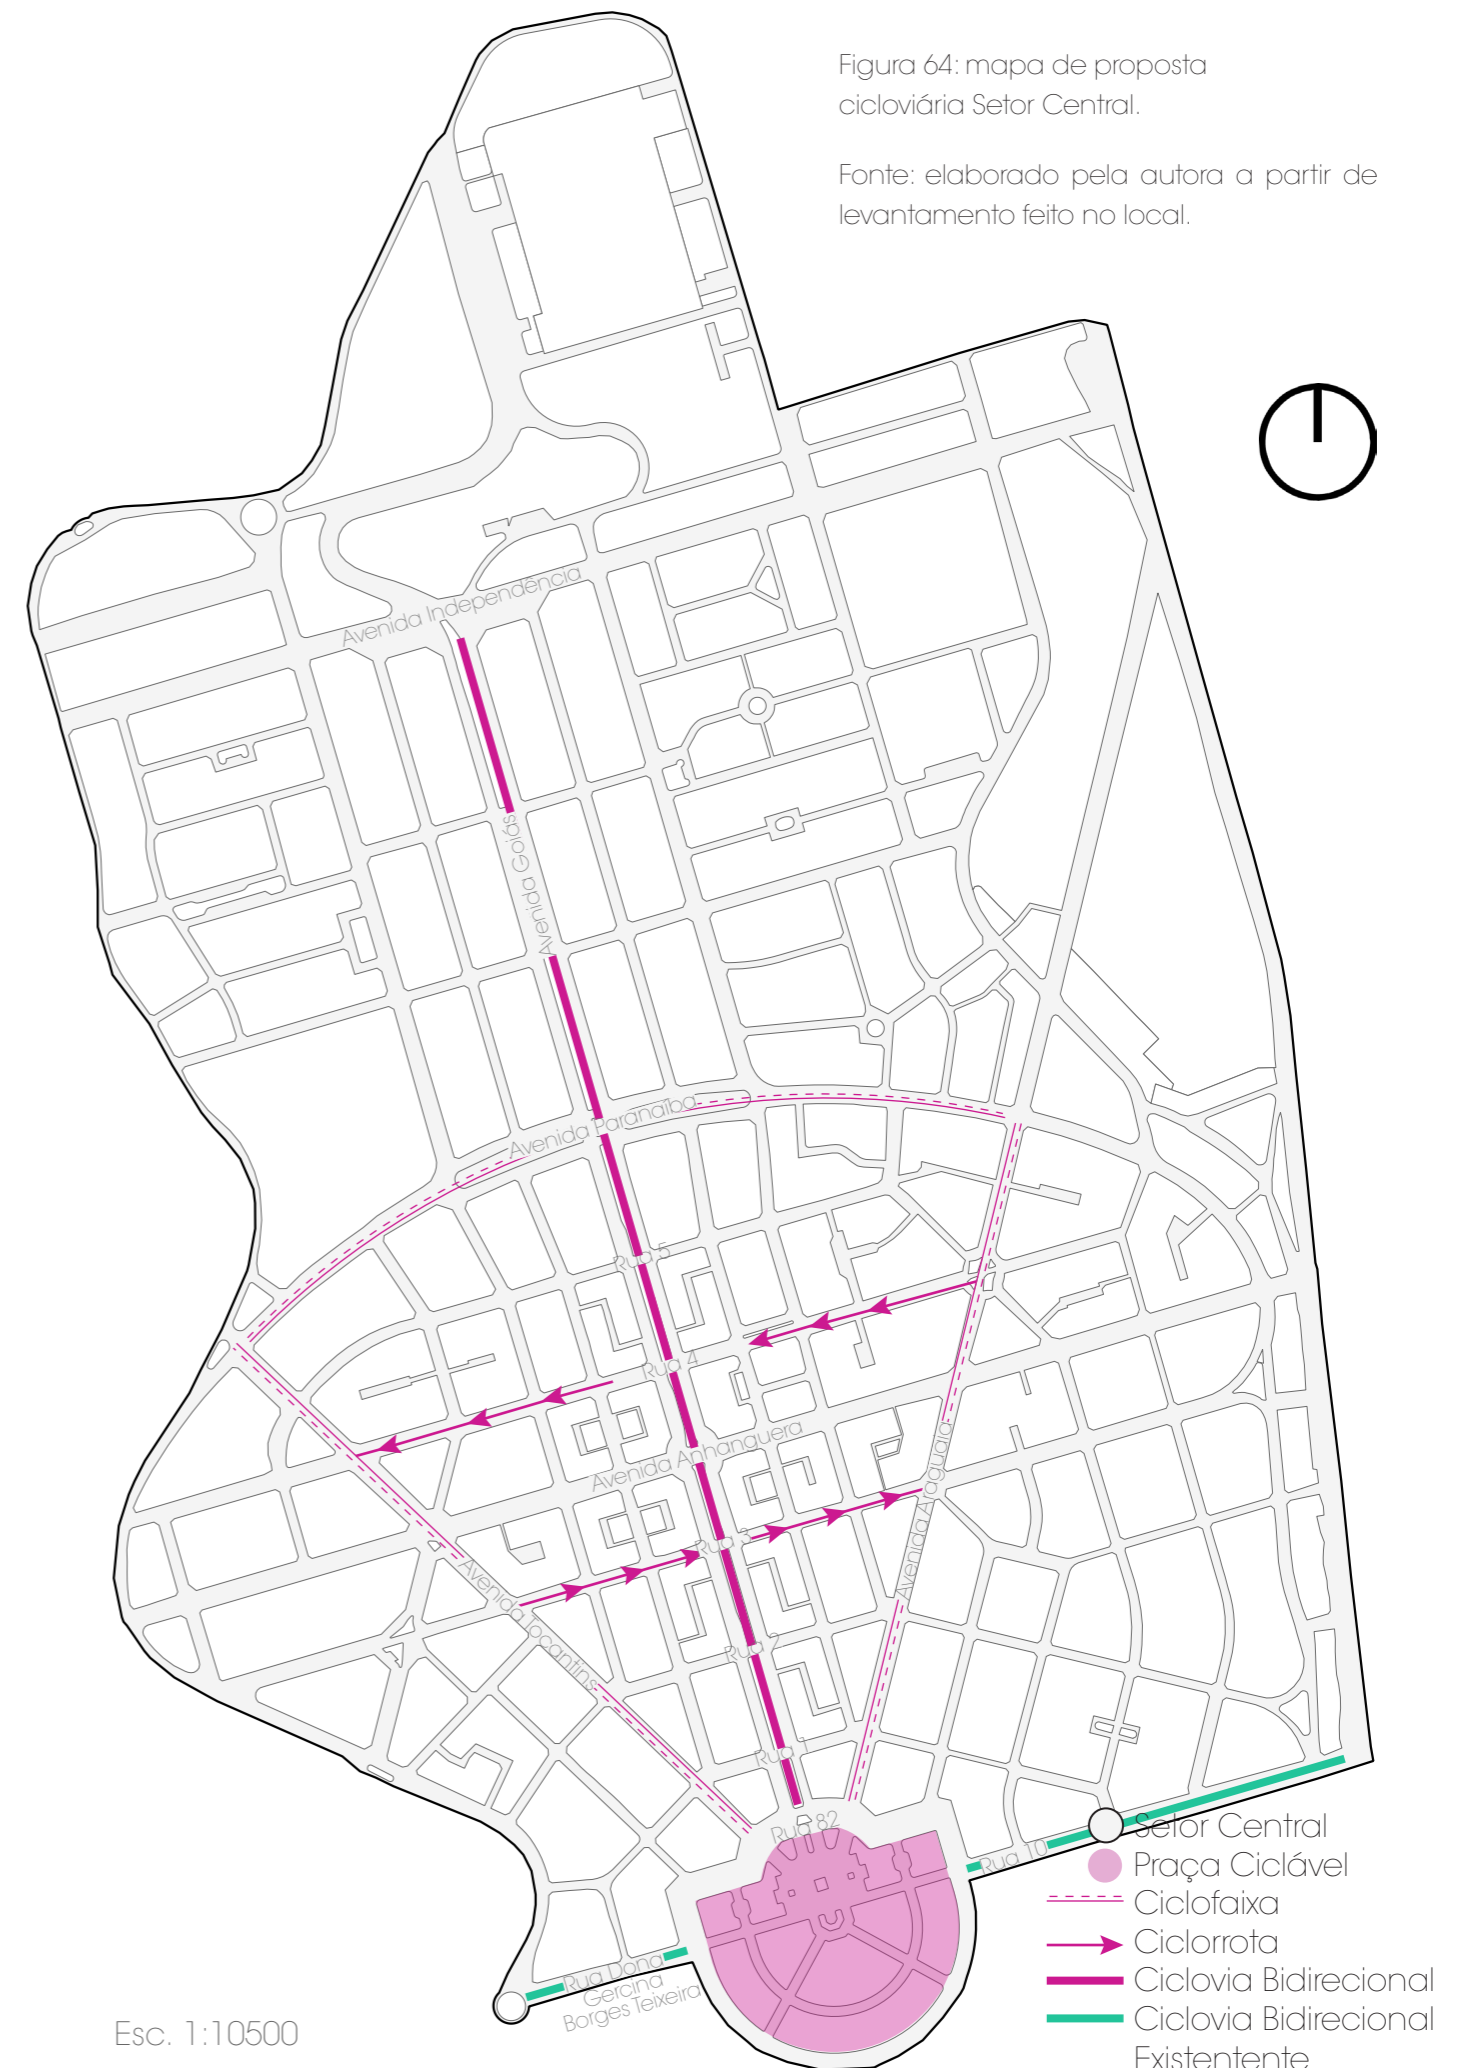 Figura 64: mapa de proposta
cicloviária Setor Central.
Fonte: elaborado pela autora a partir de
levantamento feito no local.
Avenida Independência
Avenida Goiás
Avenida Paranaíba
Rua 5
Rua 4
Avenida Anhanguera
Rua 3
Avenida Araguaia
Avenida Tocantins
Rua 2
Rua 1
Rua 82
Rua 10
Rua Dona
Gercina
Borges Teixeira
Setor Central
Praça Ciclável
Ciclofaixa
Ciclorrota
Ciclovia Bidirecional
Ciclovia Bidirecional
Existentente
Esc. 1:10500